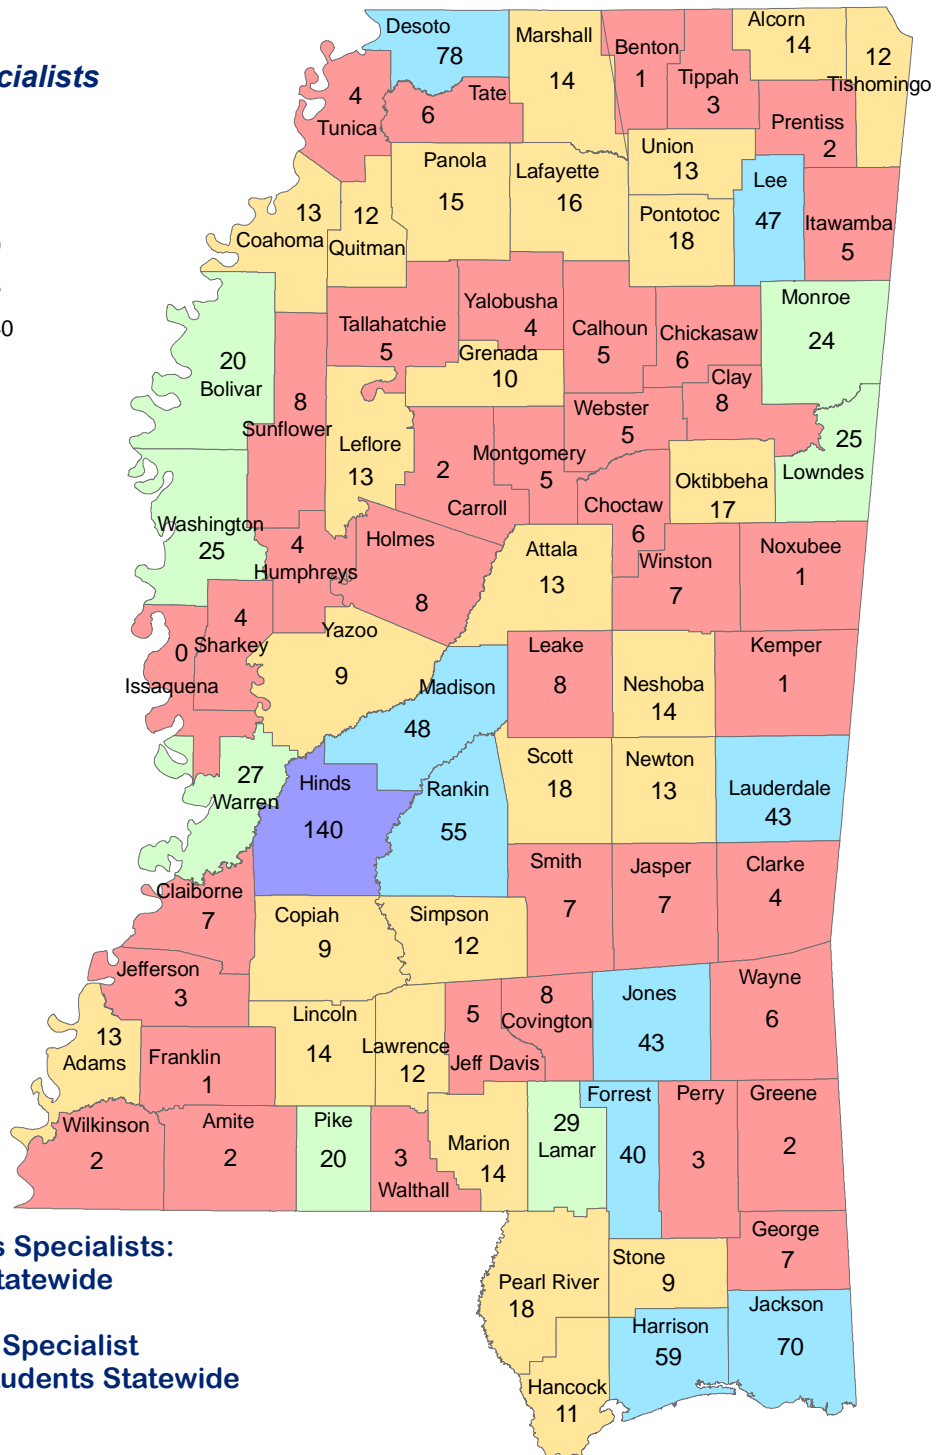 cialists
0
Desoto
78
Marshall
14
Benton
1
Tippah
3
Alcorn
14
12
Tishomingo
4
Tunica
Tate
6
Prentiss
2
Panola
15
Lafayette
16
Union
13
Lee
47
Pontotoc
18
Itawamba
5
13
Coahoma
12
Quitman
Tallahatchie
5
Yalobusha
4
Calhoun
5
Chickasaw
6
Monroe
24
20
Bolivar
8
Sunflower
Grenada
10
Clay
8
Leflore
13
2
Carroll
Montgomery
5
Webster
5
25
Lowndes
Oktibbeha
17
Choctaw
6
Washington
25
4
Humphreys
Holmes
8
Attala
13
Winston
7
Noxubee
1
4
Sharkey
0
Issaquena
Yazoo
9
Madison
48
Leake
8
Neshoba
14
Kemper
1
27
Warren
Hinds
140
Rankin
55
Scott
18
Newton
13
Lauderdale
43
Smith
7
Jasper
7
Clarke
4
Claiborne
7
Copiah
9
Simpson
12
Jefferson
3
Lincoln
14
Lawrence
12
5
Jeff Davis
8
Covington
Jones
43
Wayne
6
13
Adams
Franklin
1
Wilkinson
2
Amite
2
Pike
20
3
Walthall
Marion
14
29
Lamar
Forrest
40
Perry
3
Greene
2
Pearl River
18
Stone
9
George
7
Hancock
11
Harrison
59
Jackson
70
s Specialists:
tatewide
Specialist
udents Statewide